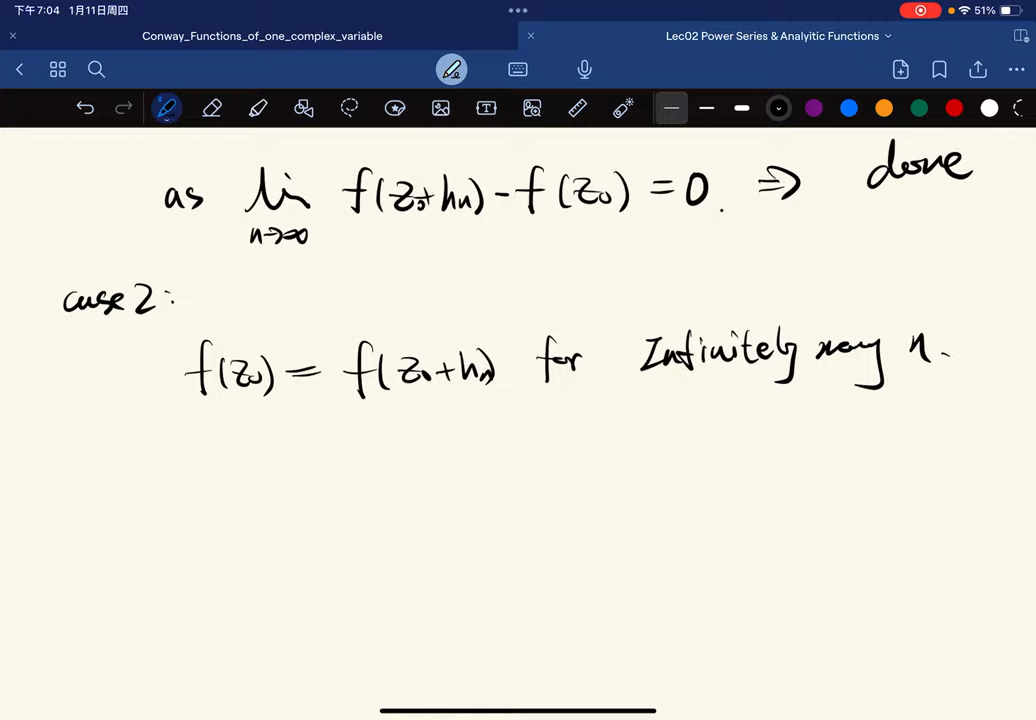 下午7:04 1月11日周四
51%
Conway_Functions_of_one_complex_variable
Lec02 Power Series & Analyitic Functions
as lim f(z₀+hₙ)-f(z₀) = 0. ⇒ done
n→∞
case 2:
f(z₀) = f(z₀+hₙ) for Infinitely many n.